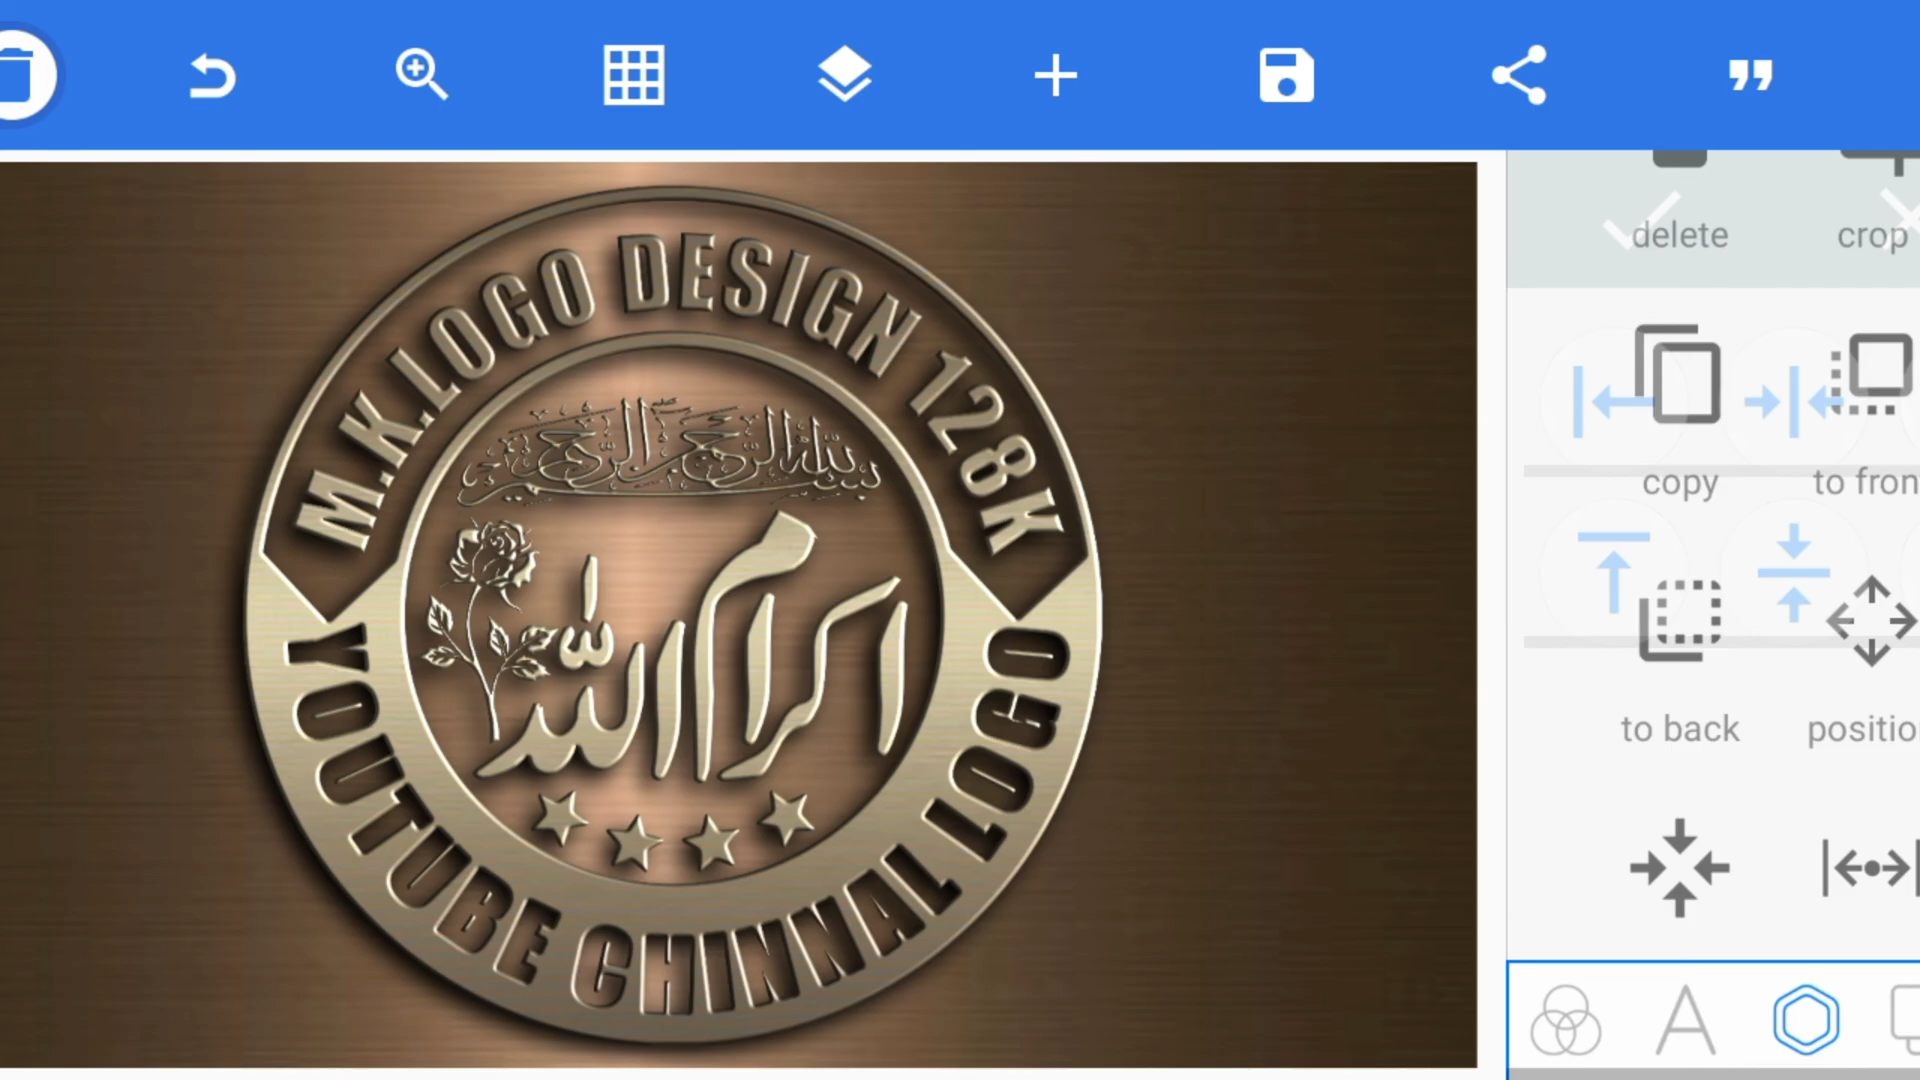 M.K.LOGO DESIGN 128K
بسم الله الرحمن الرحيم
اکرام اللہ
YOUTUBE CHINNAL LOGO
delete
crop
copy
to fron
to back
positio